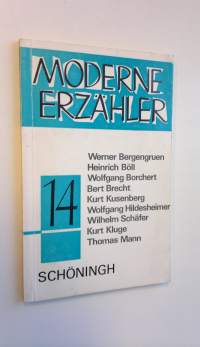 MODERNE
ERZÄHLER
14
Werner Bergengruen
Heinrich Böll
Wolfgang Borchert
Bert Brecht
Kurt Kusenberg
Wolfgang Hildesheimer
Wilhelm Schäfer
Kurt Kluge
Thomas Mann
SCHÖNINGH